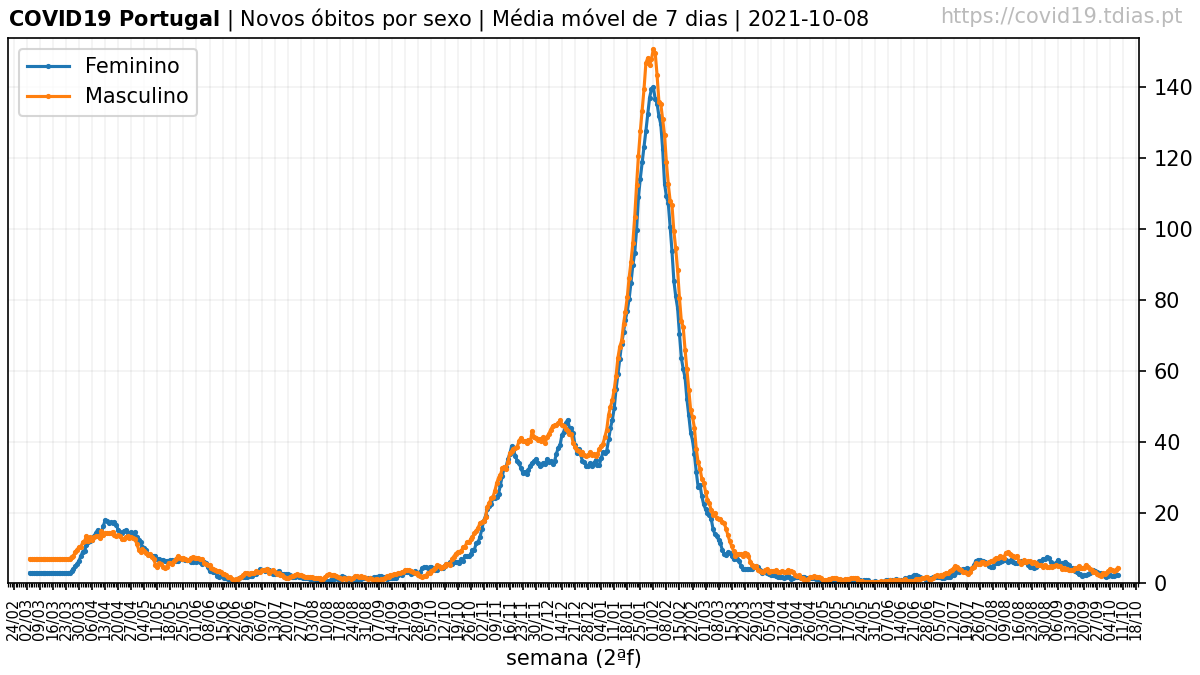 COVID19 Portugal | Novos óbitos por sexo | Média móvel de 7 dias | 2021-10-08
https://covid19.tdias.pt
Feminino
Masculino
140
120
100
80
60
40
20
0
24/02 02/03 09/03 16/03 23/03 30/03 06/04 13/04 20/04 27/04 04/05 11/05 18/05 25/05 01/06 08/06 15/06 22/06 29/06 06/07 13/07 20/07 27/07 03/08 10/08 17/08 24/08 31/08 07/09 14/09 21/09 28/09 05/10 12/10 19/10 26/10 02/11 09/11 16/11 23/11 30/11 07/12 14/12 21/12 28/12 04/01 11/01 18/01 25/01 01/02 08/02 15/02 22/02 01/03 08/03 15/03 22/03 29/03 05/04 12/04 19/04 26/04 03/05 10/05 17/05 24/05 31/05 07/06 14/06 21/06 28/06 05/07 12/07 19/07 26/07 02/08 09/08 16/08 23/08 30/08 06/09 13/09 20/09 27/09 04/10 11/10 18/10
semana (2ªf)